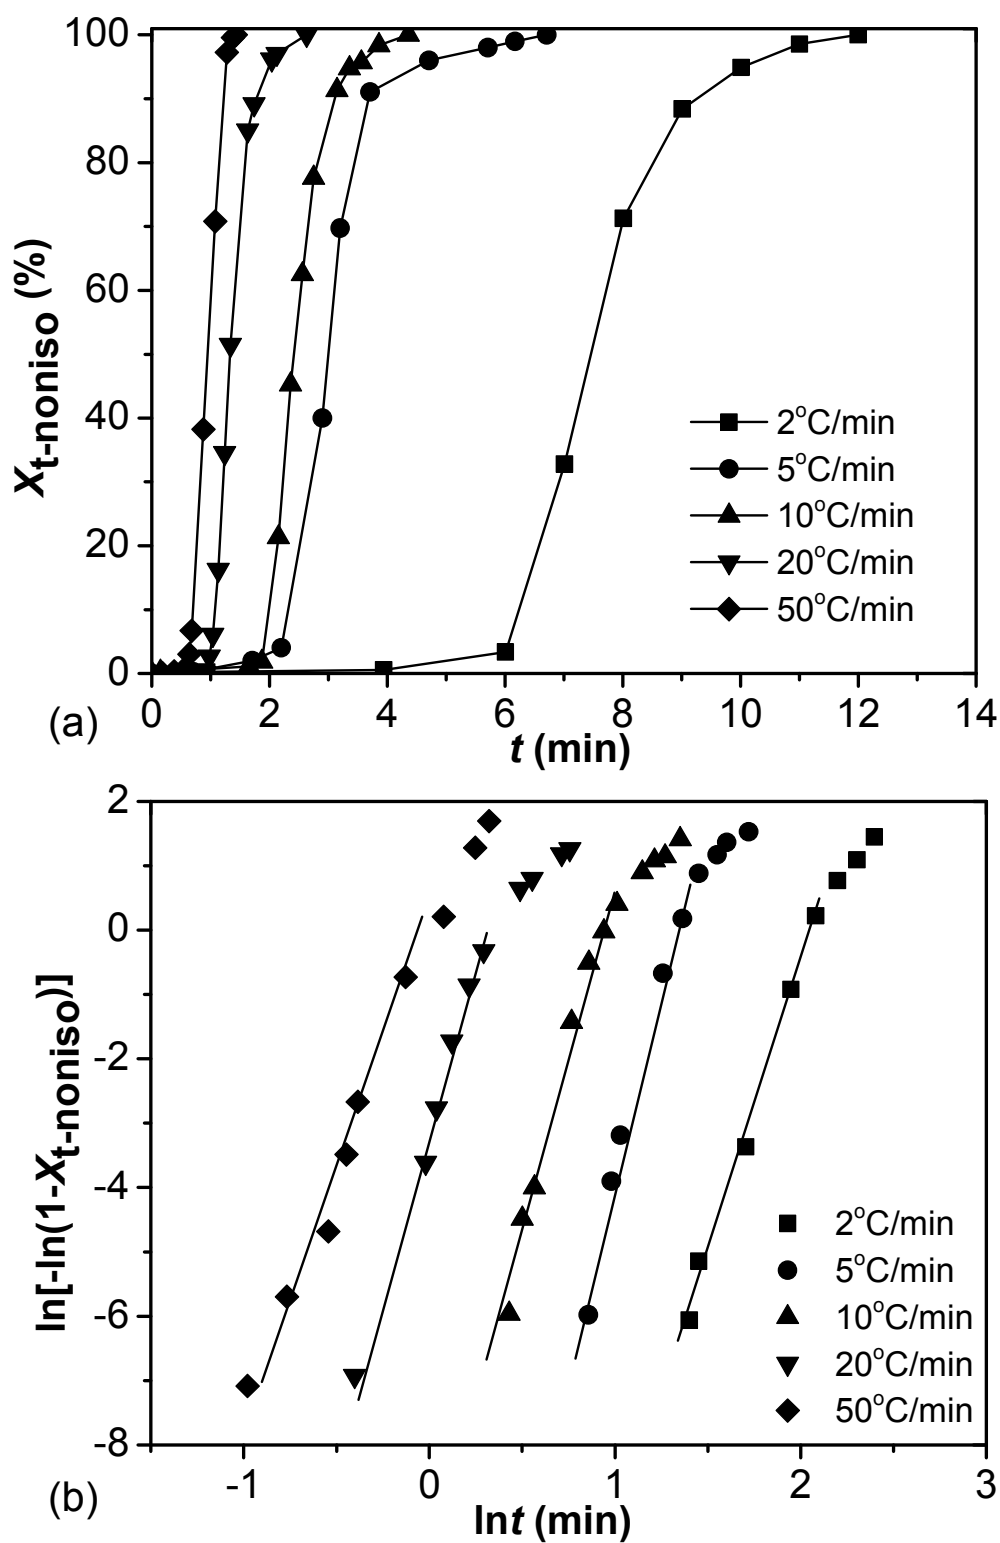 100
80
60
40
20
0
Xt-noniso (%)
2°C/min
5°C/min
10°C/min
20°C/min
50°C/min
0 2 4 6 8 10 12 14
(a)
t (min)
2
0
-2
-4
-6
-8
ln[-ln(1-Xt-noniso)]
2°C/min
5°C/min
10°C/min
20°C/min
50°C/min
-1 0 1 2 3
(b)
lnt (min)